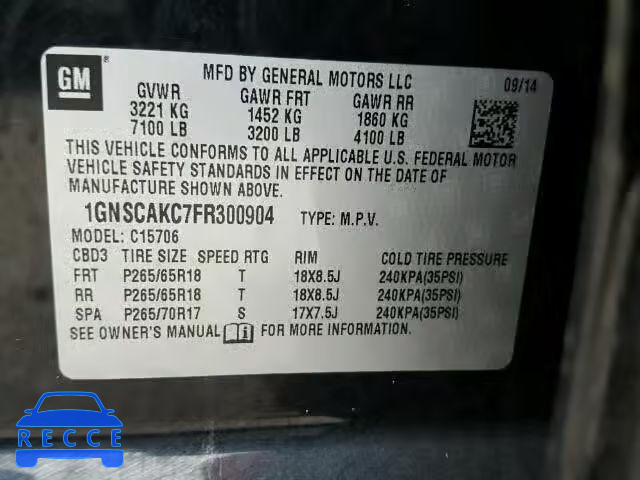 GM ®
MFD BY GENERAL MOTORS LLC 09/14
GVWR GAWR FRT GAWR RR
3221 KG 1452 KG 1860 KG
7100 LB 3200 LB 4100 LB
THIS VEHICLE CONFORMS TO ALL APPLICABLE U.S. FEDERAL MOTOR
VEHICLE SAFETY STANDARDS IN EFFECT ON THE DATE OF
MANUFACTURE SHOWN ABOVE.
1GNSCAKC7FR300904 TYPE: M.P.V.
MODEL: C15706
CBD3 TIRE SIZE SPEED RTG RIM COLD TIRE PRESSURE
FRT P265/65R18 T 18X8.5J 240KPA(35PSI)
RR P265/65R18 T 18X8.5J 240KPA(35PSI)
SPA P265/70R17 S 17X7.5J 240KPA(35PSI)
SEE OWNER'S MANUAL FOR MORE INFORMATION.
RECCE